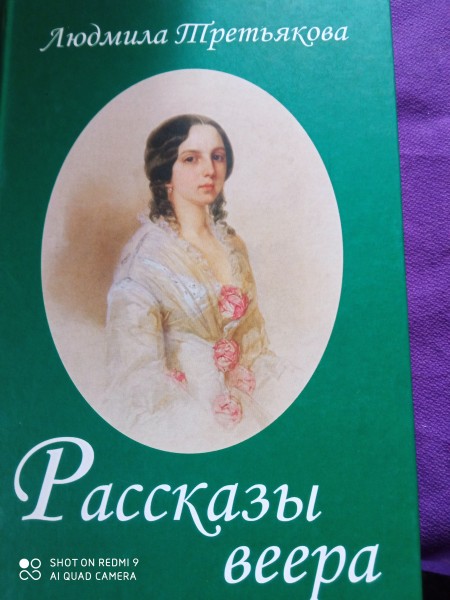 Людмила Третьякова
Рассказы
веера
SHOT ON REDMI 9
AI QUAD CAMERA